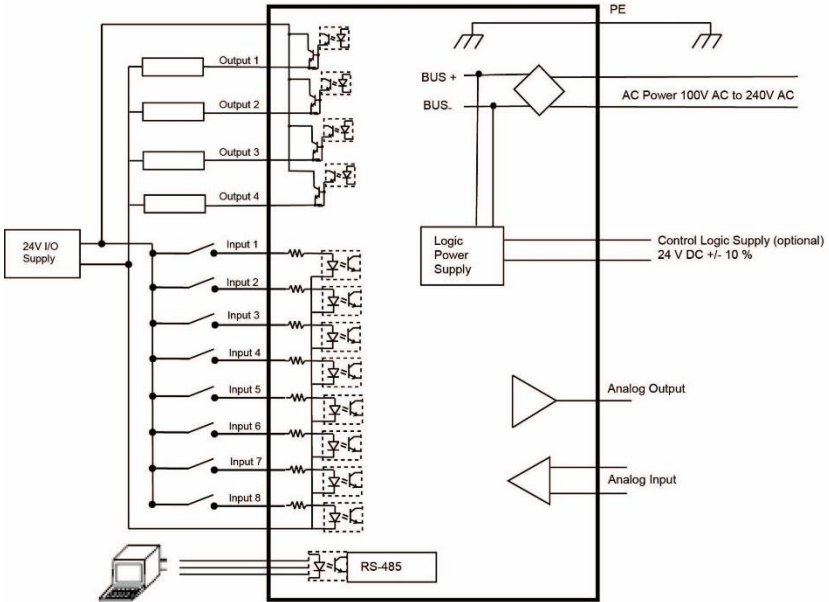 PE
Output 1
BUS +
AC Power 100V AC to 240V AC
Output 2
BUS-
Output 3
Output 4
24V I/O
Supply
Input 1
Logic
Power
Supply
Control Logic Supply (optional)
24 V DC +/- 10 %
Input 2
Input 3
Input 4
Input 5
Analog Output
Input 6
Input 7
Analog Input
Input 8
RS-485